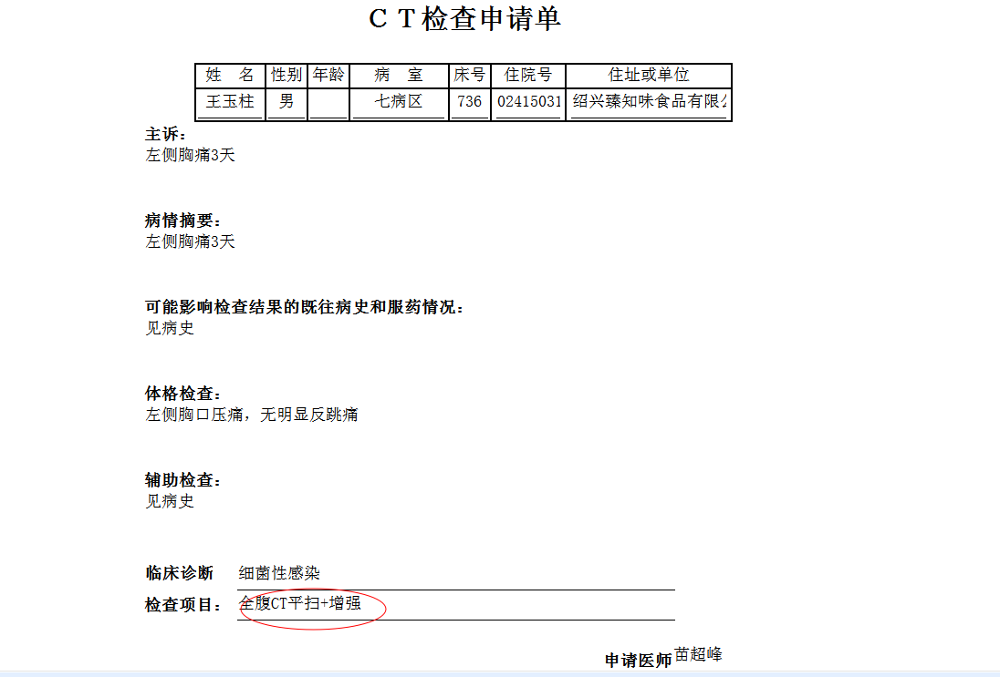 ＣＴ检查申请单
姓　名 性别 年龄 病　室 床号 住院号 住址或单位
王玉柱 男 七病区 736 02415031 绍兴臻知味食品有限
主诉：
左侧胸痛3天
病情摘要：
左侧胸痛3天
可能影响检查结果的既往病史和服药情况：
见病史
体格检查：
左侧胸口压痛，无明显反跳痛
辅助检查：
见病史
临床诊断 细菌性感染
检查项目： 全腹CT平扫+增强
申请医师 苗超峰